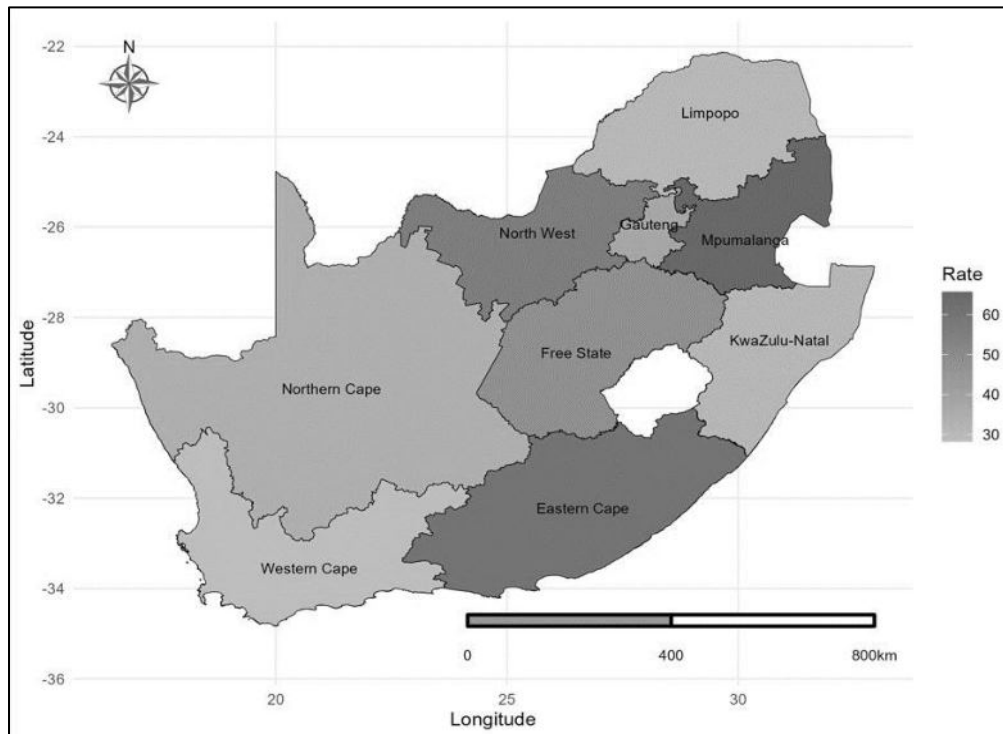 N
-22
-24
-26
-28
-30
-32
-34
-36
Latitude
Limpopo
North West
Gauteng
Mpumalanga
Free State
KwaZulu-Natal
Northern Cape
Eastern Cape
Western Cape
0 400 800km
20 25 30
Longitude
Rate
60
50
40
30